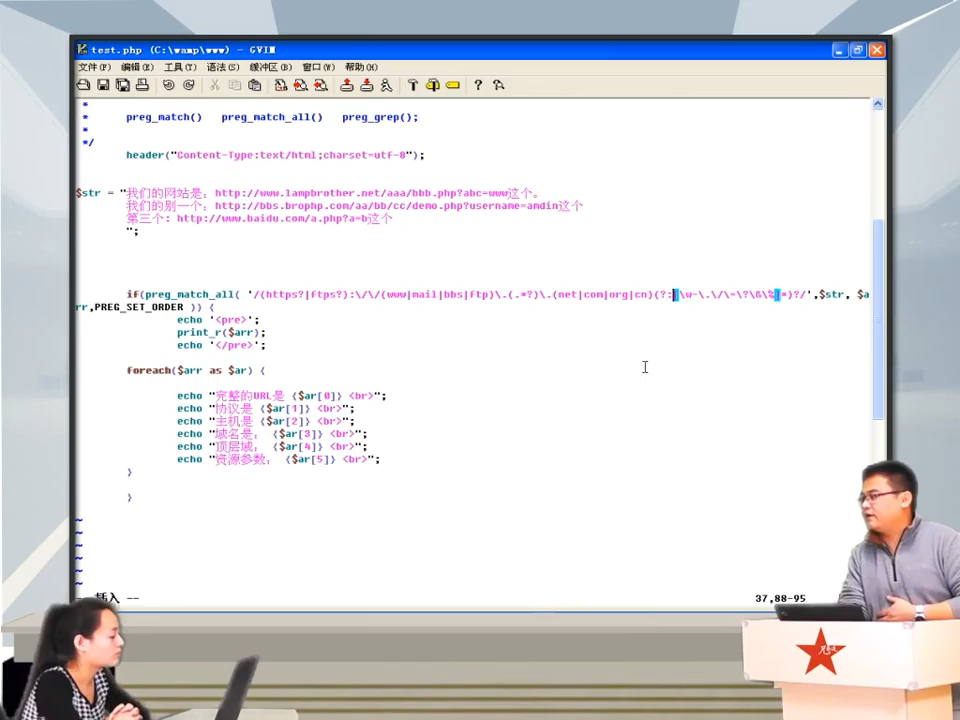 test.php (C:\wamp\www) - GVIM
文件(F) 编辑(E) 工具(T) 语法(S) 缓冲区(B) 窗口(W) 帮助(H)
*
* preg_match() preg_match_all() preg_grep();
*
*/
header("Content-Type:text/html;charset=utf-8");
$str = "我们的网站是: http://www.lampbrother.net/aaa/bbb.php?abc=www这个。
我们的别一个: http://bbs.brophp.com/aa/bb/cc/demo.php?username=amdin这个
第三个: http://www.baidu.com/a.php?a=b这个
";
if(preg_match_all( '/(https?|ftps?):\/\/(www|mail|bbs|ftp)\.(.*?)\.(net|com|org|cn)(?:[\w-\.\/\=\?\&\%]*)?/',$str, $a
rr,PREG_SET_ORDER )) {
echo '<pre>';
print_r($arr);
echo '</pre>';
foreach($arr as $ar) {
echo "完整的URL是 {$ar[0]} <br>";
echo "协议是 {$ar[1]} <br>";
echo "主机是 {$ar[2]} <br>";
echo "域名是: {$ar[3]} <br>";
echo "顶层域: {$ar[4]} <br>";
echo "资源参数: {$ar[5]} <br>";
}
}
~
~
~
~
~
~
-- 插入 --
37,88-95